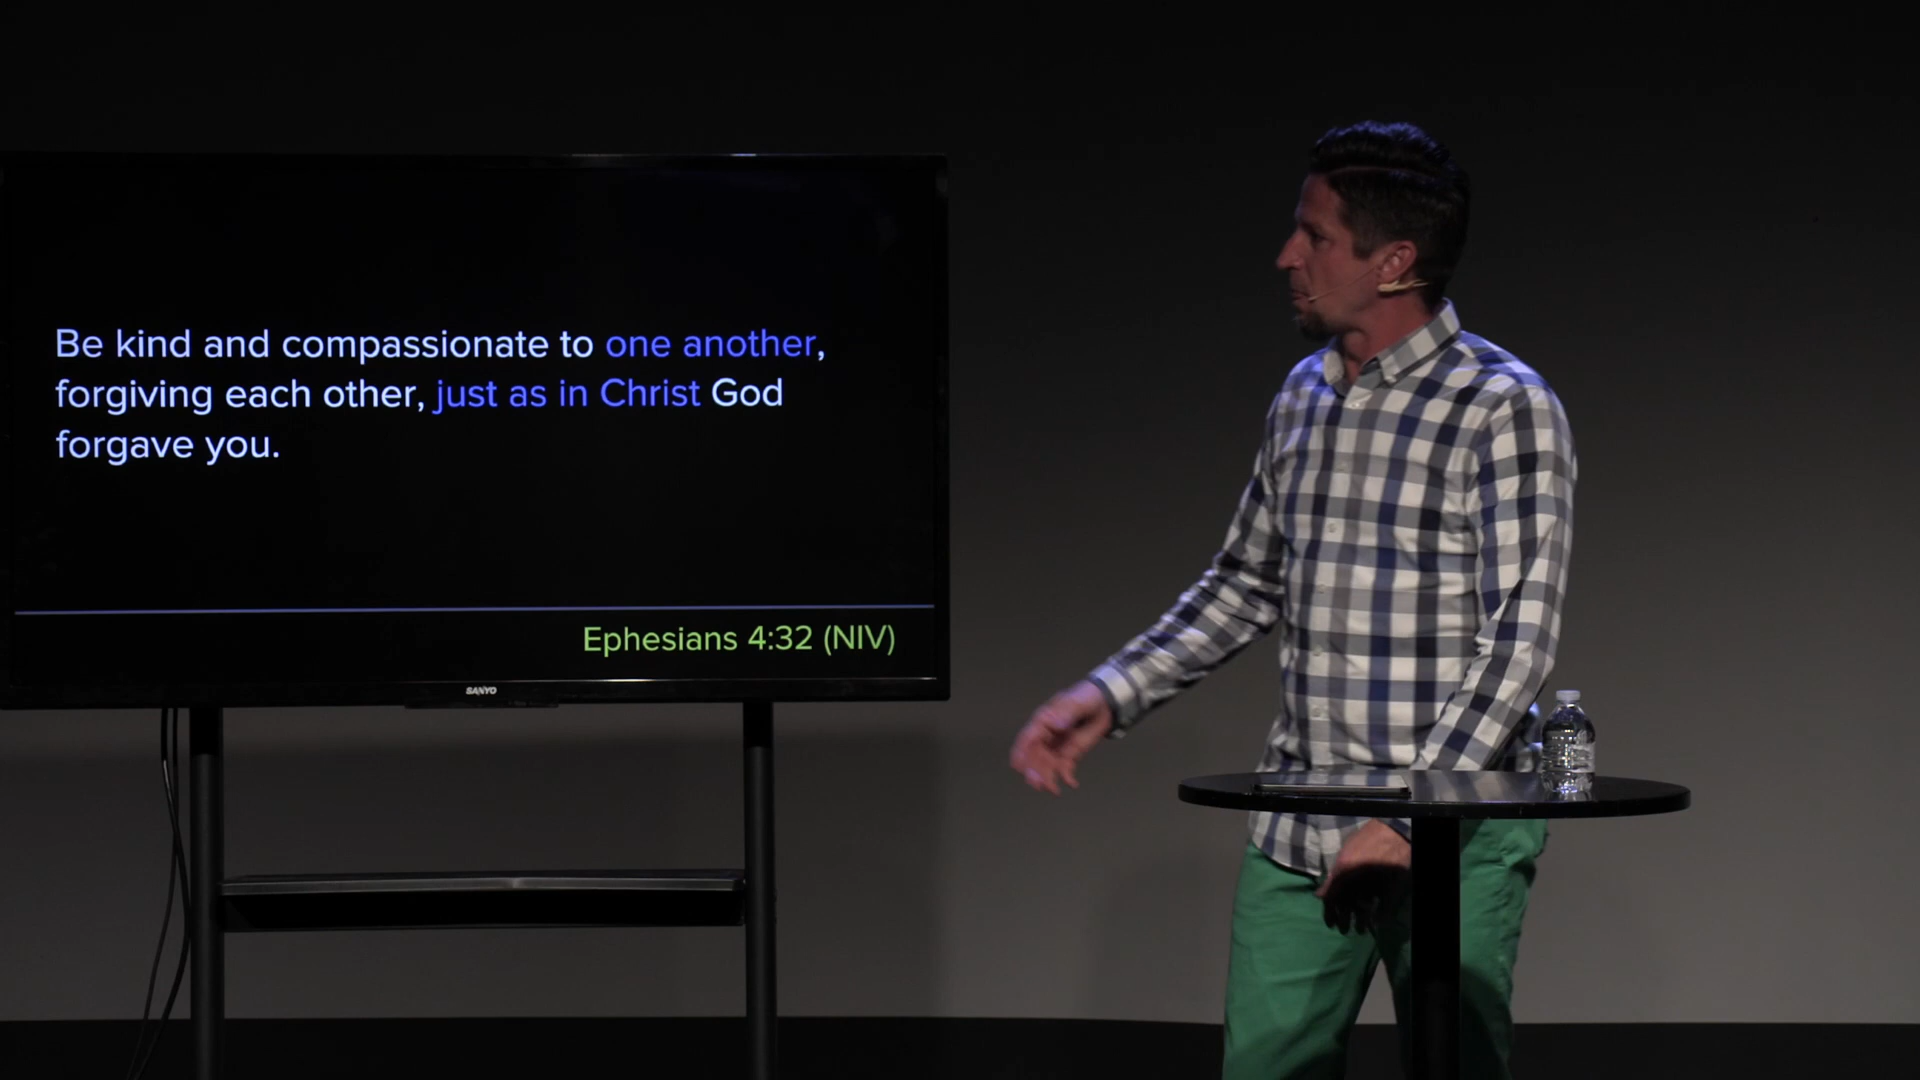 Be kind and compassionate to one another,
forgiving each other, just as in Christ God
forgave you.
Ephesians 4:32 (NIV)
SANYO